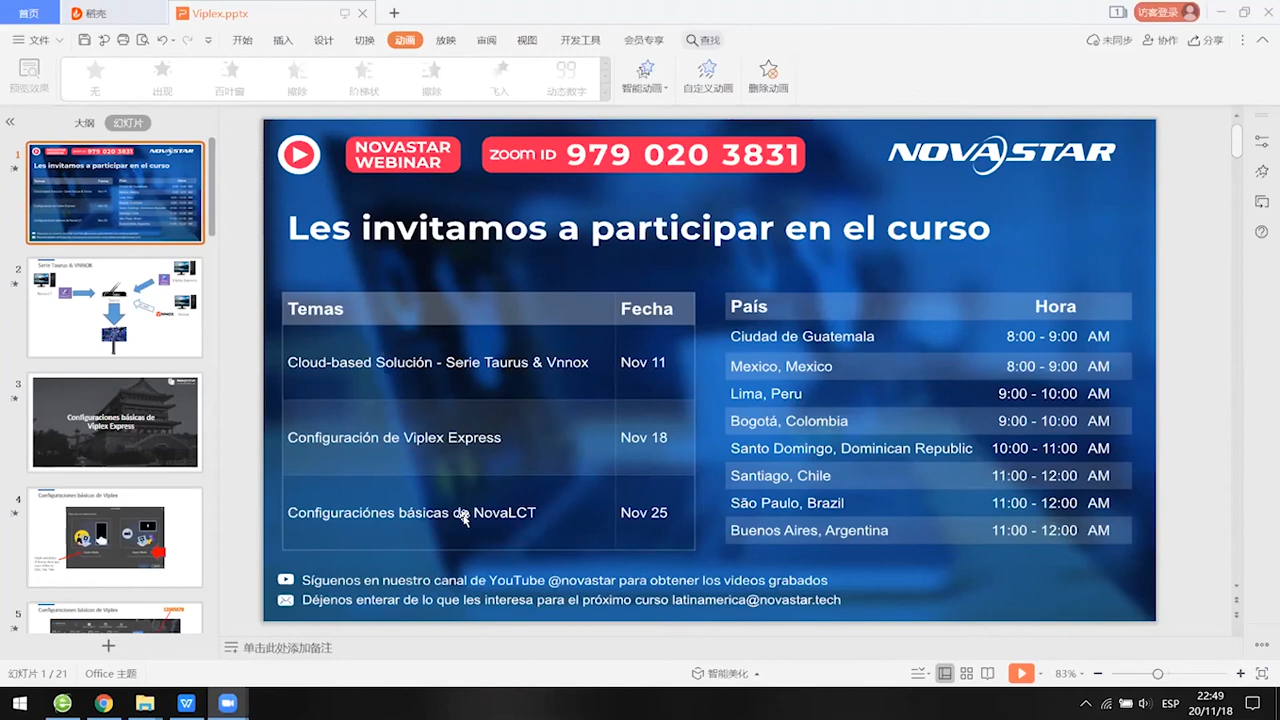 首页
稻壳
Viplex.pptx
访客登录
文件
开始
插入
设计
切换
动画
放映
审阅
视图
开发工具
会员专享
查找
未同步
协作
分享
预览效果
无
出现
百叶窗
擦除
阶梯状
擦除
飞入
动态数字
智能动画
自定义动画
删除动画
大纲
幻灯片
1
Les invitamos a participar en el curso
2
Serie Taurus & VNNOX
3
Configuraciones básicas de
Viplex Express
4
Configuraciones básicas de Viplex
5
Configuraciones básicas de Viplex
NOVASTAR
WEBINAR
Zoom ID: 979 020 3831
NOVASTAR
Les invitamos a participar en el curso
Temas Fecha
Cloud-based Solución - Serie Taurus & Vnnox Nov 11
Configuración de Viplex Express Nov 18
Configuraciónes básicas de NovaLCT Nov 25
País Hora
Ciudad de Guatemala 8:00 - 9:00 AM
Mexico, Mexico 8:00 - 9:00 AM
Lima, Peru 9:00 - 10:00 AM
Bogotá, Colombia 9:00 - 10:00 AM
Santo Domingo, Dominican Republic 10:00 - 11:00 AM
Santiago, Chile 11:00 - 12:00 AM
São Paulo, Brazil 11:00 - 12:00 AM
Buenos Aires, Argentina 11:00 - 12:00 AM
Síguenos en nuestro canal de YouTube @novastar para obtener los vídeos grabados
Déjenos enterar de lo que les interesa para el próximo curso latinamerica@novastar.tech
单击此处添加备注
幻灯片 1 / 21
Office 主题
智能美化
83%
ESP
22:49
20/11/18